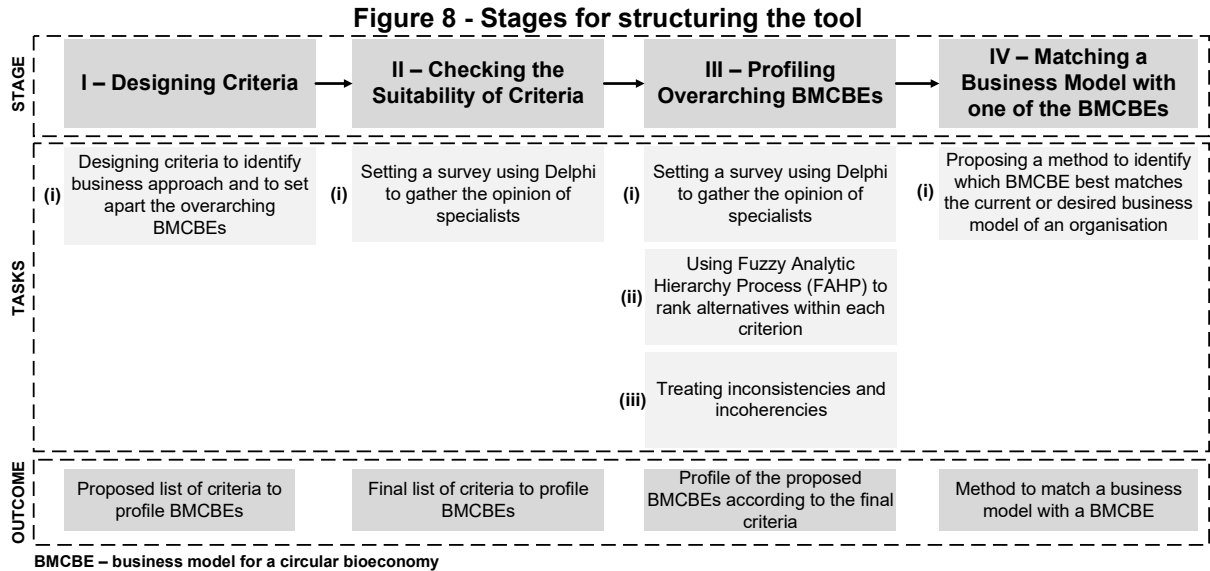 Figure 8 - Stages for structuring the tool
STAGE
I – Designing Criteria
II – Checking the
Suitability of Criteria
III – Profiling
Overarching BMCBEs
IV – Matching a
Business Model with
one of the BMCBEs
TASKS
(i)
Designing criteria to identify
business approach and to set
apart the overarching
BMCBEs
(i)
Setting a survey using Delphi
to gather the opinion of
specialists
(i)
Setting a survey using Delphi
to gather the opinion of
specialists
(ii)
Using Fuzzy Analytic
Hierarchy Process (FAHP) to
rank alternatives within each
criterion
(iii)
Treating inconsistencies and
incoherencies
(i)
Proposing a method to identify
which BMCBE best matches
the current or desired business
model of an organisation
OUTCOME
Proposed list of criteria to
profile BMCBEs
Final list of criteria to profile
BMCBEs
Profile of the proposed
BMCBEs according to the final
criteria
Method to match a business
model with a BMCBE
BMCBE – business model for a circular bioeconomy